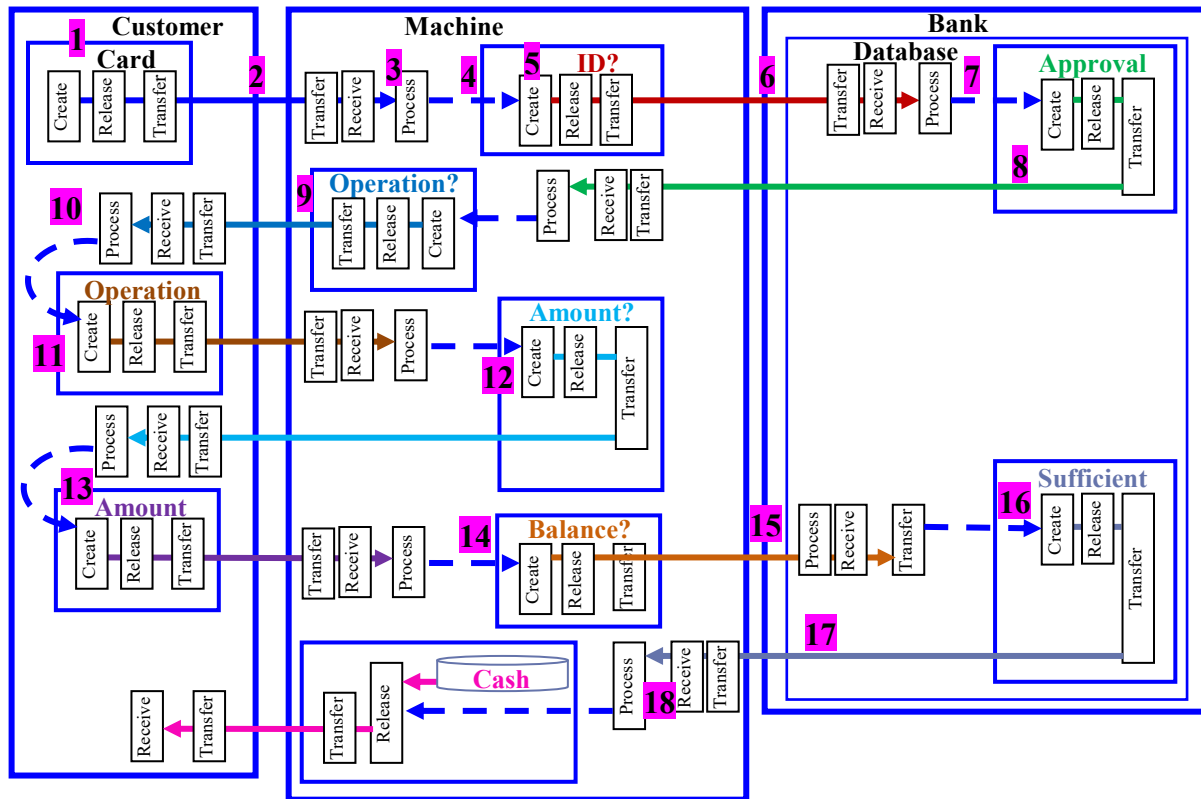 Customer
Machine
Bank
Database
1
Card
Create
Release
Transfer
2
Transfer
Receive
3
Process
4
5
ID?
Create
Release
Transfer
6
Transfer
Receive
Process
7
Approval
Create
Release
Transfer
8
Process
Receive
Transfer
9
Operation?
Transfer
Release
Create
10
Process
Receive
Transfer
11
Operation
Create
Release
Transfer
Transfer
Receive
Process
12
Amount?
Create
Release
Transfer
Process
Receive
Transfer
13
Amount
Create
Release
Transfer
Transfer
Receive
Process
14
Balance?
Create
Release
Transfer
15
Process
Receive
Transfer
16
Sufficient
Create
Release
Transfer
17
Process
18
Receive
Transfer
Cash
Release
Transfer
Transfer
Receive